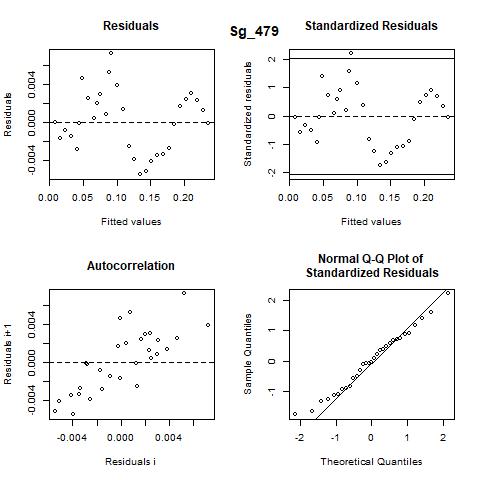 Sg_479
Residuals
Residuals
-0.004 0.000 0.004
0.00 0.05 0.10 0.15 0.20
Fitted values
Standardized Residuals
Standardized residuals
-2 -1 0 1 2
0.00 0.05 0.10 0.15 0.20
Fitted values
Autocorrelation
Residuals i+1
-0.004 0.000 0.004
-0.004 0.000 0.004
Residuals i
Normal Q-Q Plot of
Standardized Residuals
Sample Quantiles
-1 0 1 2
-2 -1 0 1 2
Theoretical Quantiles